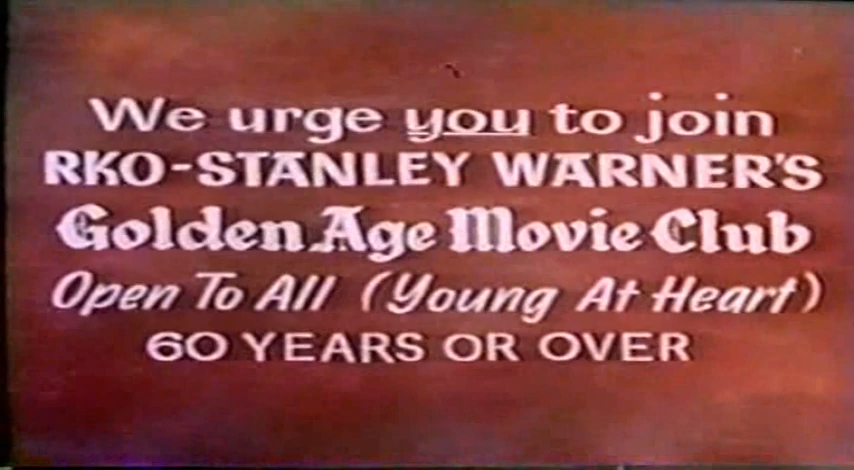 We urge you to join
RKO-STANLEY WARNER'S
Golden Age Movie Club
Open To All (Young At Heart)
60 YEARS OR OVER